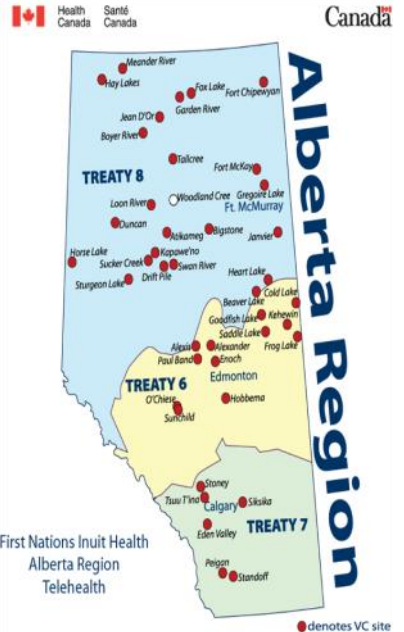 Health Canada
Santé Canada
Canada
Alberta Region
Meander River
Hay Lakes
Fox Lake
Fort Chipewyan
Garden River
Jean D'Or
Boyer River
Tallcree
Fort McKay
TREATY 8
Woodland Cree
Gregoire Lake
Loon River
Ft. McMurray
Duncan
Atikameg
Bigstone
Janvier
Horse Lake
Kapawe'no
Sucker Creek
Swan River
Drift Pile
Sturgeon Lake
Heart Lake
Cold Lake
Beaver Lake
Goodfish Lake
Kehewin
Saddle Lake
Frog Lake
Alexis
Alexander
Paul Band
Enoch
Edmonton
TREATY 6
O'Chiese
Hobbema
Sunchild
Stoney
Tsuu T'ina
Siksika
Calgary
TREATY 7
Eden Valley
Peigan
Standoff
First Nations Inuit Health
Alberta Region
Telehealth
denotes VC site